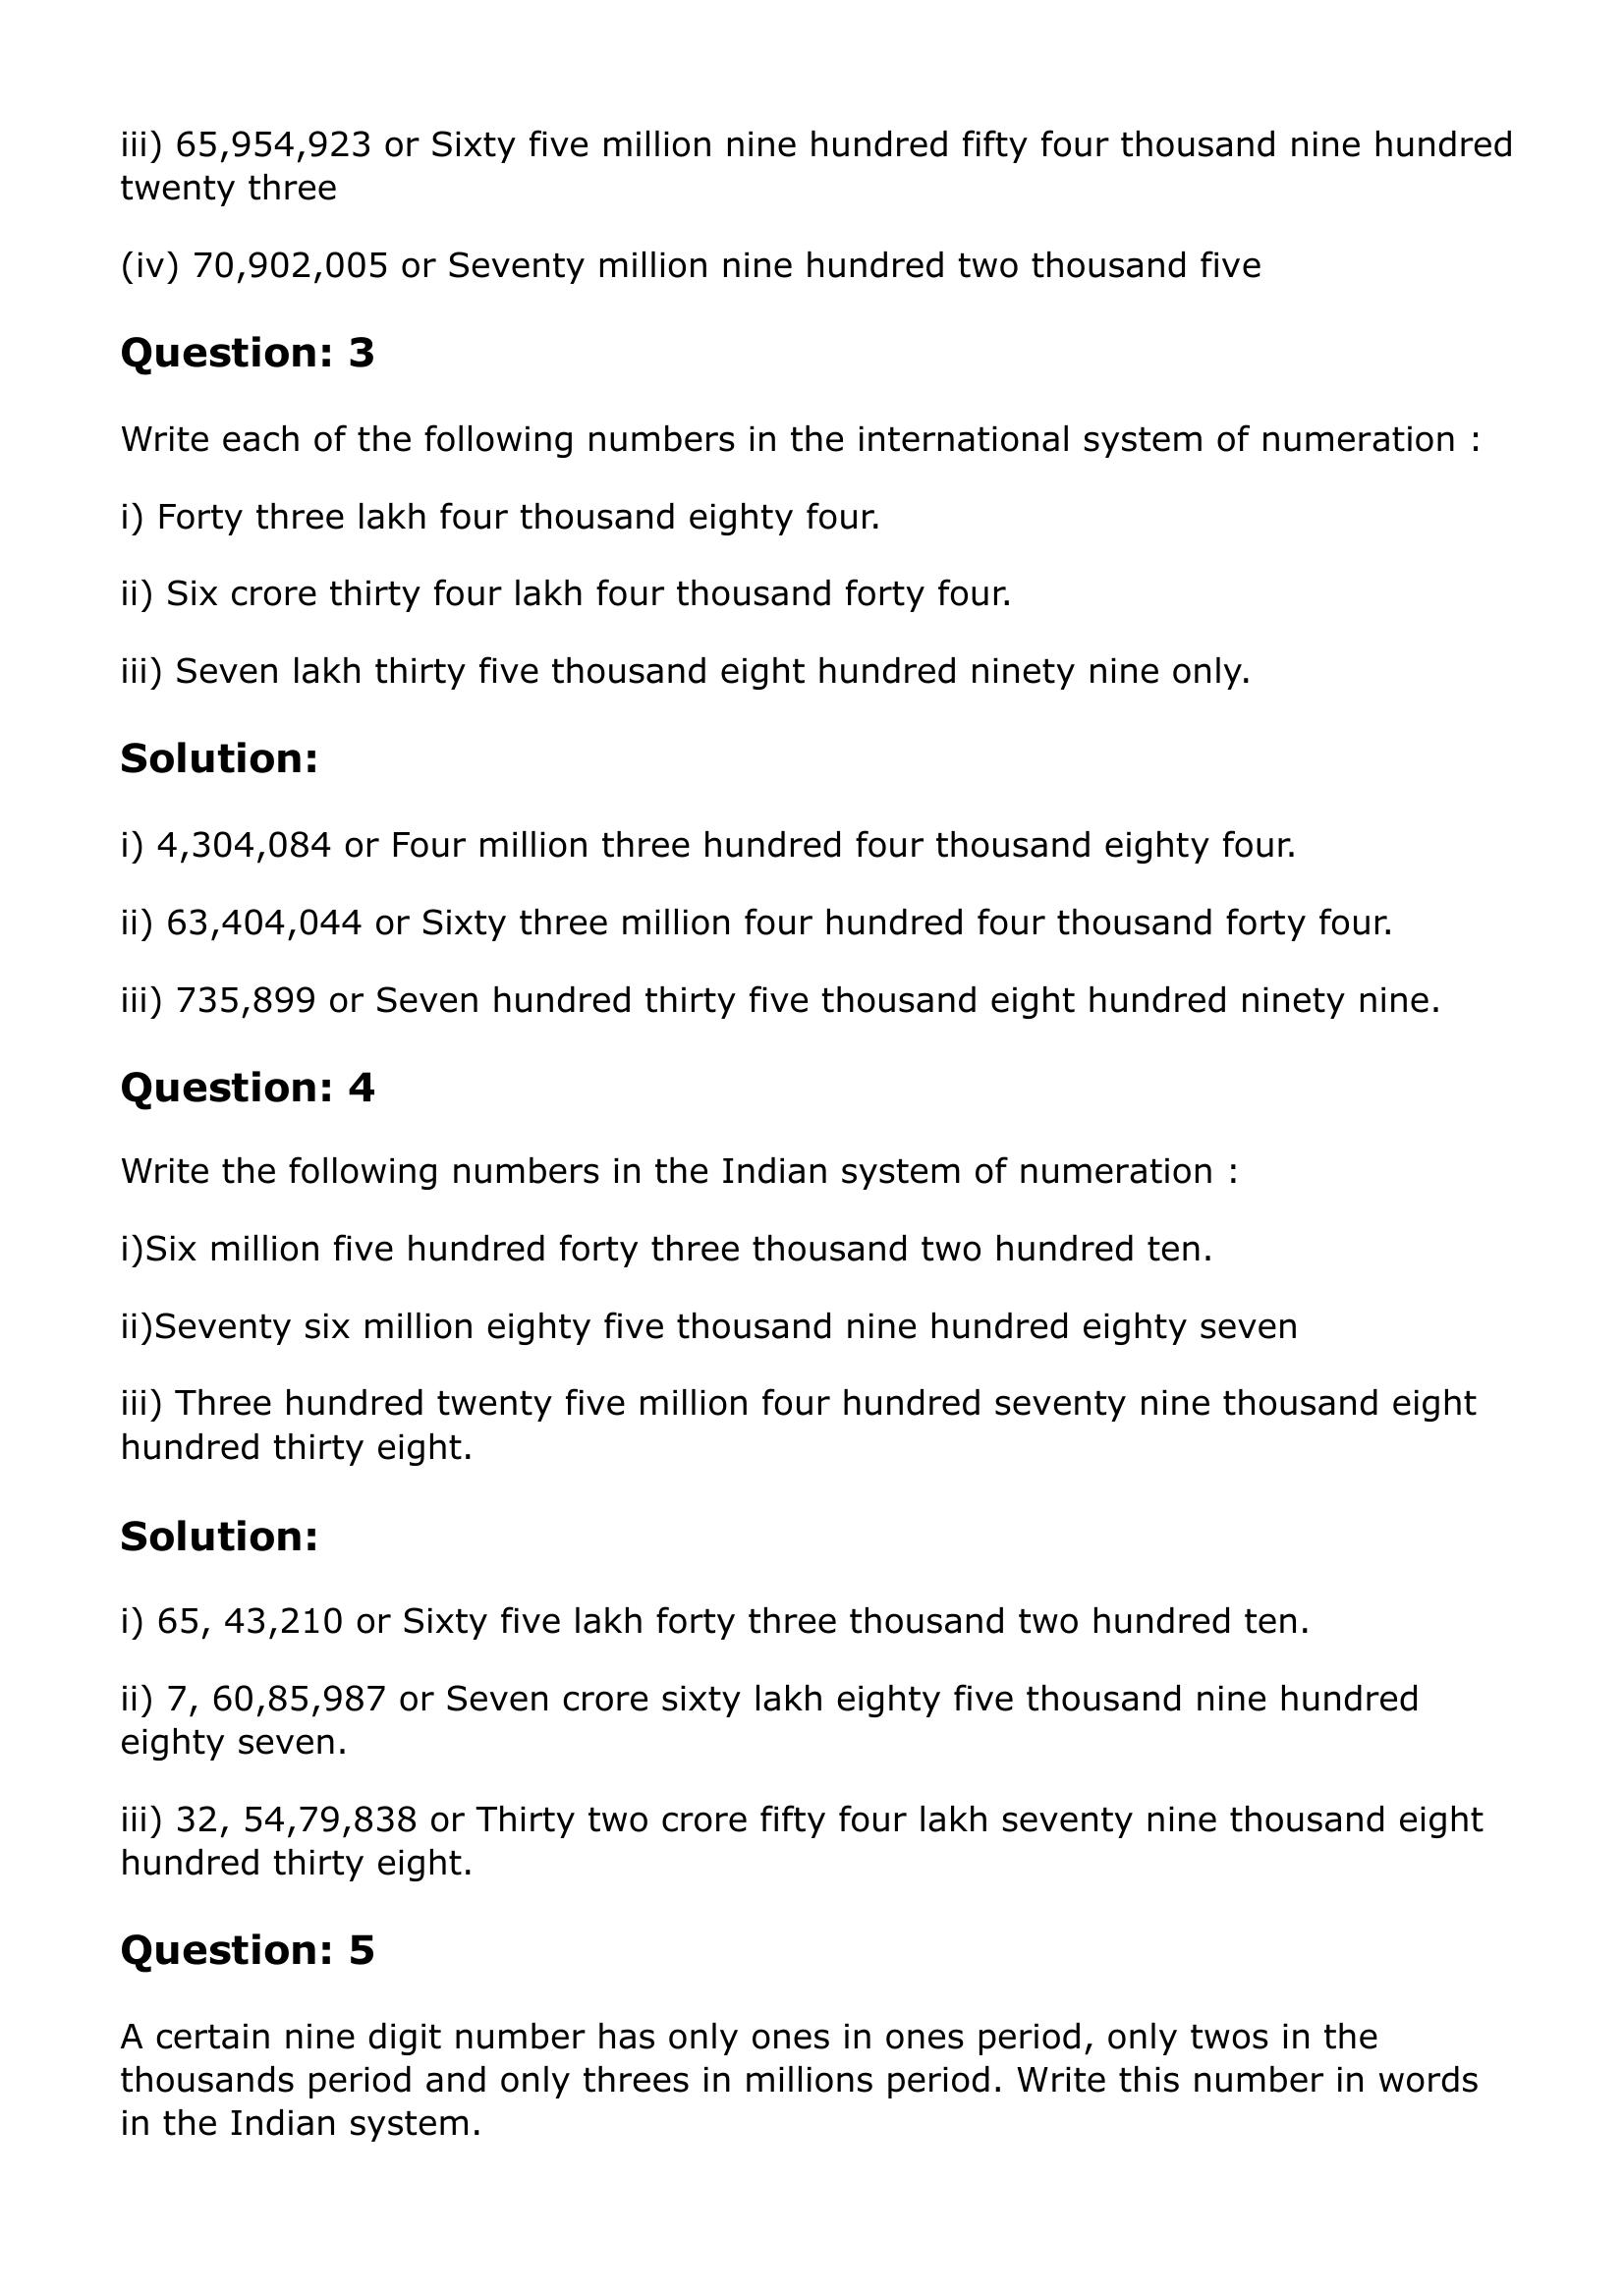 iii) 65,954,923 or Sixty five million nine hundred fifty four thousand nine hundred
twenty three
(iv) 70,902,005 or Seventy million nine hundred two thousand five
Question: 3
Write each of the following numbers in the international system of numeration :
i) Forty three lakh four thousand eighty four.
ii) Six crore thirty four lakh four thousand forty four.
iii) Seven lakh thirty five thousand eight hundred ninety nine only.
Solution:
i) 4,304,084 or Four million three hundred four thousand eighty four.
ii) 63,404,044 or Sixty three million four hundred four thousand forty four.
iii) 735,899 or Seven hundred thirty five thousand eight hundred ninety nine.
Question: 4
Write the following numbers in the Indian system of numeration :
i)Six million five hundred forty three thousand two hundred ten.
ii)Seventy six million eighty five thousand nine hundred eighty seven
iii) Three hundred twenty five million four hundred seventy nine thousand eight
hundred thirty eight.
Solution:
i) 65, 43,210 or Sixty five lakh forty three thousand two hundred ten.
ii) 7, 60,85,987 or Seven crore sixty lakh eighty five thousand nine hundred
eighty seven.
iii) 32, 54,79,838 or Thirty two crore fifty four lakh seventy nine thousand eight
hundred thirty eight.
Question: 5
A certain nine digit number has only ones in ones period, only twos in the
thousands period and only threes in millions period. Write this number in words
in the Indian system.